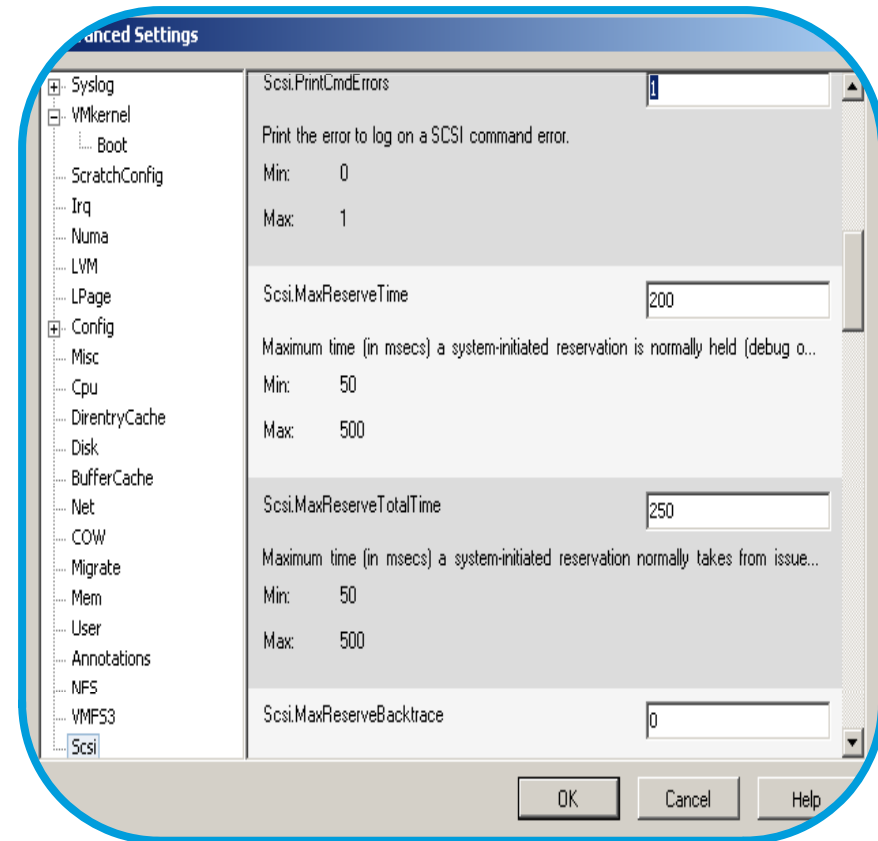 anced Settings
Syslog
VMkernel
Boot
ScratchConfig
Irq
Numa
LVM
LPage
Config
Misc
Cpu
DirentryCache
Disk
BufferCache
Net
COW
Migrate
Mem
User
Annotations
NFS
VMFS3
Scsi
Scsi.PrintCmdErrors 1
Print the error to log on a SCSI command error.
Min: 0
Max: 1
Scsi.MaxReserveTime 200
Maximum time (in msecs) a system-initiated reservation is normally held (debug o...
Min: 50
Max: 500
Scsi.MaxReserveTotalTime 250
Maximum time (in msecs) a system-initiated reservation normally takes from issue...
Min: 50
Max: 500
Scsi.MaxReserveBacktrace 0
OK Cancel Help